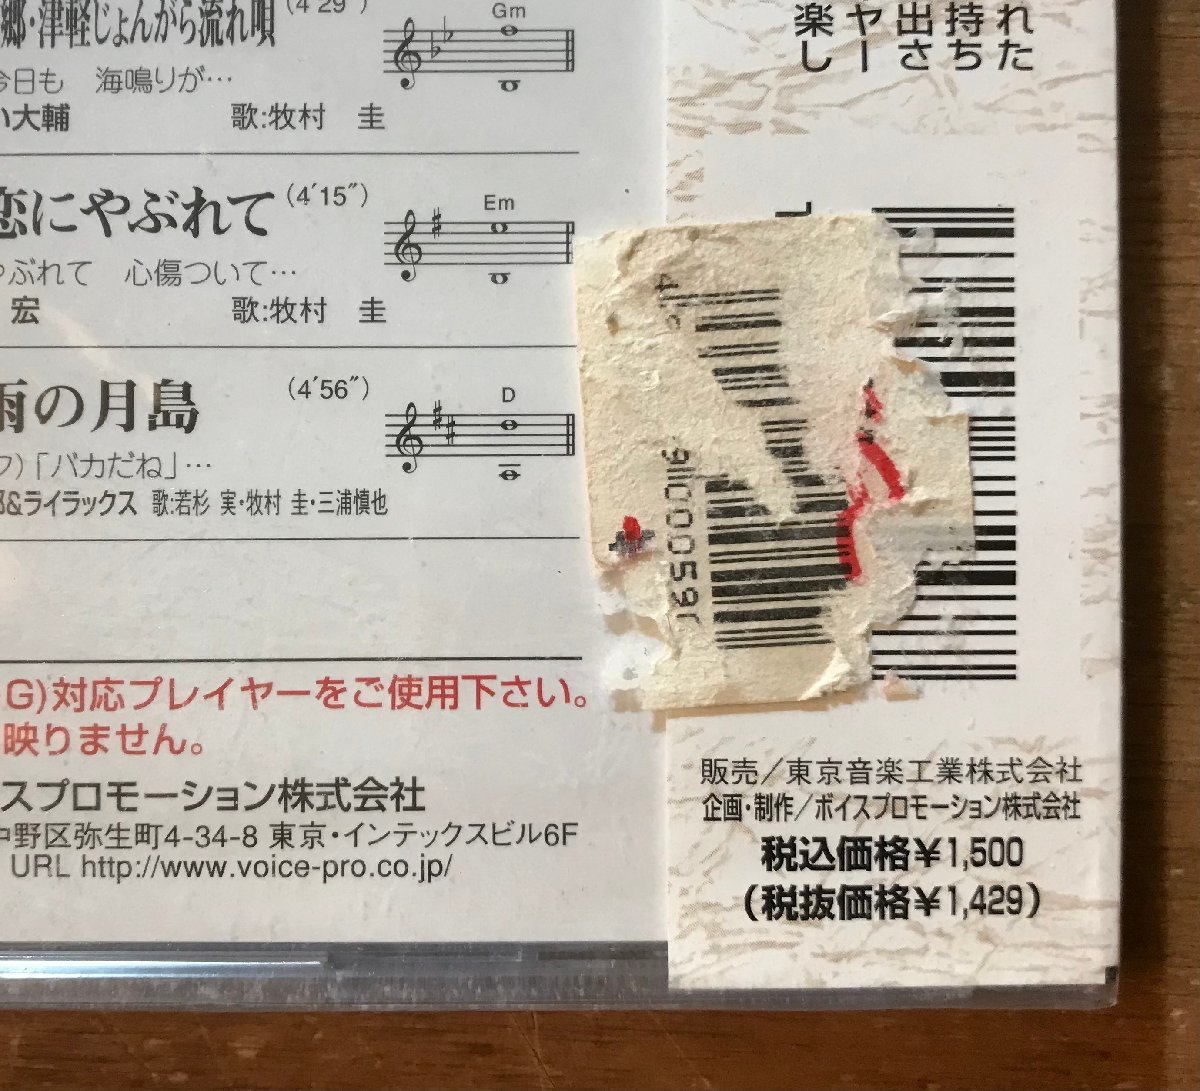 郷・津軽じょんがら流れ唄 (4′29″)
Gm
今日も 海鳴りが…
い大輔 歌:牧村 圭
恋にやぶれて (4′15″)
Em
やぶれて 心傷ついて…
宏 歌:牧村 圭
雨の月島 (4′56″)
D
「バカだね」…
&ライラックス 歌:若杉 実・牧村 圭・三浦慎也
G)対応プレイヤーをご使用下さい。
映りません。
スプロモーション株式会社
中野区弥生町4-34-8 東京・インテックスビル6F
URL http://www.voice-pro.co.jp/
れた
持ち
出さ
ヤー
楽し
販売/東京音楽工業株式会社
企画・制作/ボイスプロモーション株式会社
税込価格¥1,500
(税抜価格¥1,429)